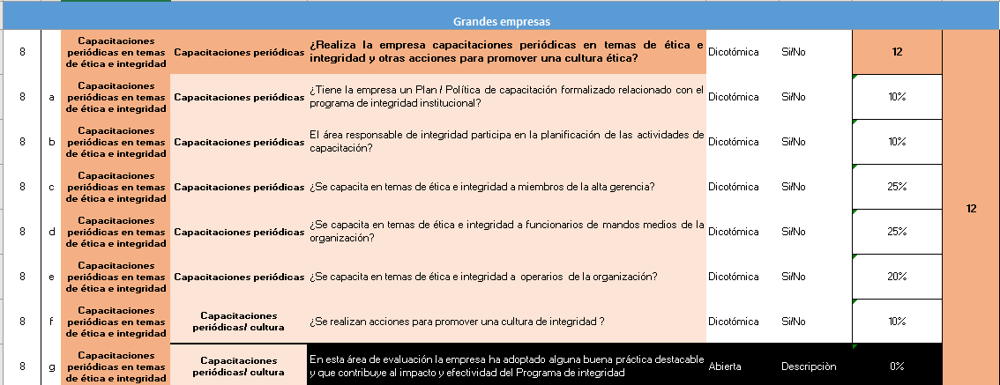 Grandes empresas
8 Capacitaciones periódicas en temas de ética e integridad Capacitaciones periódicas ¿Realiza la empresa capacitaciones periódicas en temas de ética e integridad y otras acciones para promover una cultura ética? Dicotómica Si/No 12
8 a Capacitaciones periódicas en temas de ética e integridad Capacitaciones periódicas ¿Tiene la empresa un Plan / Política de capacitación formalizado relacionado con el programa de integridad institucional? Dicotómica Si/No 10%
8 b Capacitaciones periódicas en temas de ética e integridad Capacitaciones periódicas El área responsable de integridad participa en la planificación de las actividades de capacitación? Dicotómica Si/No 10%
8 c Capacitaciones periódicas en temas de ética e integridad Capacitaciones periódicas ¿Se capacita en temas de ética e integridad a miembros de la alta gerencia? Dicotómica Si/No 25%
12
8 d Capacitaciones periódicas en temas de ética e integridad Capacitaciones periódicas ¿Se capacita en temas de ética e integridad a funcionarios de mandos medios de la organización? Dicotómica Si/No 25%
8 e Capacitaciones periódicas en temas de ética e integridad Capacitaciones periódicas ¿Se capacita en temas de ética e integridad a operarios de la organización? Dicotómica Si/No 20%
8 f Capacitaciones periódicas en temas de ética e integridad Capacitaciones periódicas/ cultura ¿Se realizan acciones para promover una cultura de integridad ? Dicotómica Si/No 10%
8 g Capacitaciones periódicas en temas de ética e integridad Capacitaciones periódicas/ cultura En esta área de evaluación la empresa ha adoptado alguna buena práctica destacable y que contribuye al impacto y efectividad del Programa de integridad Abierta Descripciòn 0%